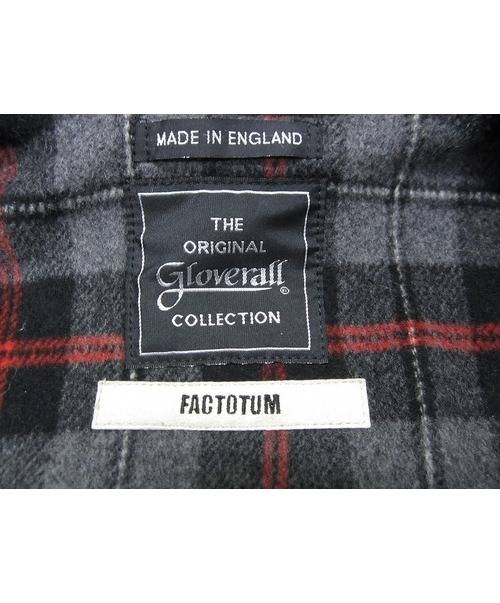 MADE IN ENGLAND
THE
ORIGINAL
Gloverall ®
COLLECTION
FACTOTUM